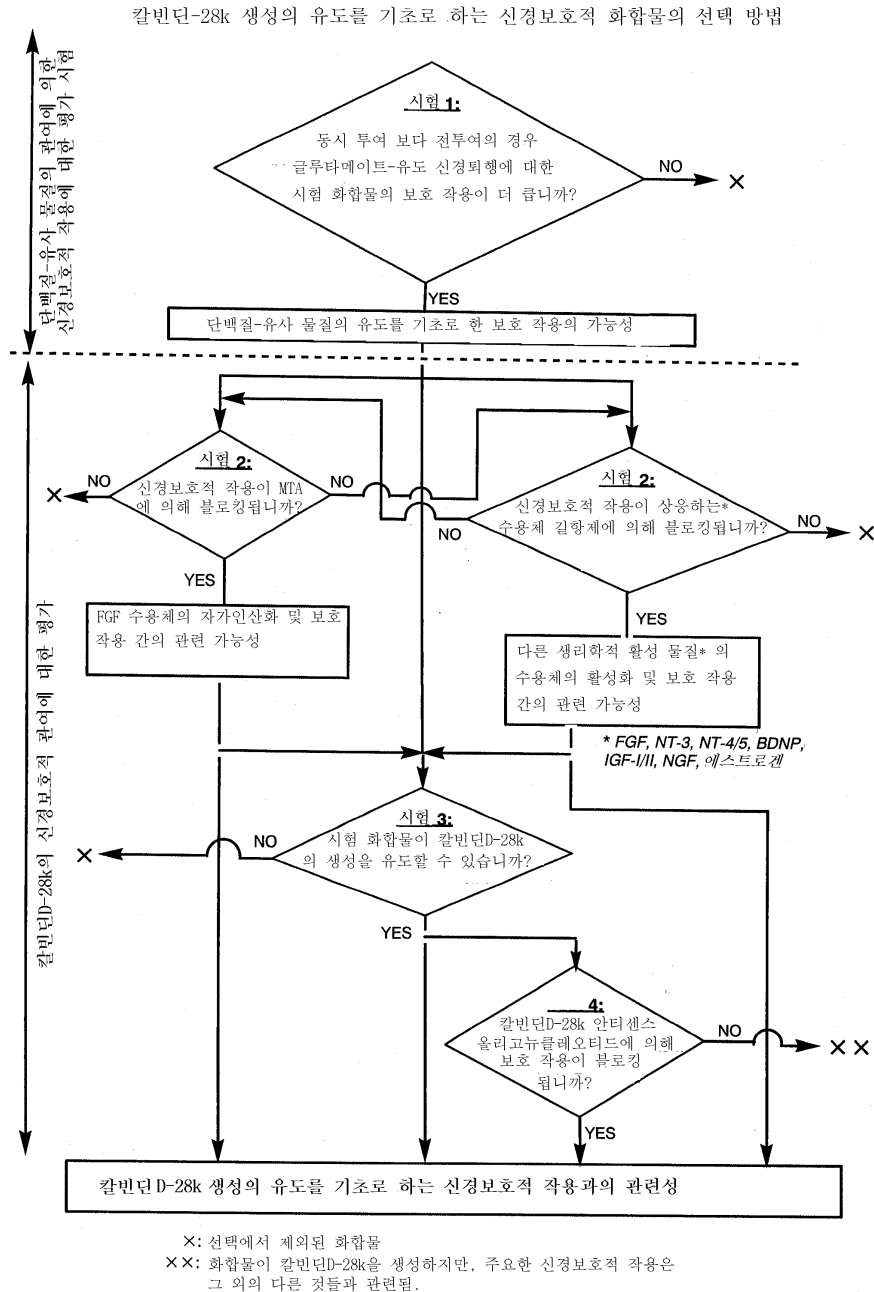 칼빈딘-28k 생성의 유도를 기초로 하는 신경보호적 화합물의 선택 방법
단백질-유사 물질의 관여에 의한
신경보호적 작용에 대한 평가 시험
시험 1:
동시 투여 보다 전투여의 경우
글루타메이트-유도 신경퇴행에 대한
시험 화합물의 보호 작용이 더 큽니까?
NO
×
YES
단백질-유사 물질의 유도를 기초로 한 보호 작용의 가능성
칼빈딘D-28k의 신경보호적 관여에 대한 평가
시험 2:
신경보호적 작용이 MTA
에 의해 블로킹됩니까?
NO
×
NO
YES
FGF 수용체의 자가인산화 및 보호
작용 간의 관련 가능성
시험 2:
신경보호적 작용이 상응하는*
수용체 길항제에 의해 블로킹됩니까?
NO
NO
×
YES
다른 생리학적 활성 물질* 의
수용체의 활성화 및 보호 작용
간의 관련 가능성
* FGF, NT-3, NT-4/5, BDNP,
IGF-I/II, NGF, 에스트로겐
시험 3:
시험 화합물이 칼빈딘D-28k
의 생성을 유도할 수 있습니까?
NO
×
YES
4:
칼빈딘D-28k 안티센스
올리고뉴클레오티드에 의해
보호 작용이 블로킹
됩니까?
NO
××
YES
칼빈딘D-28k 생성의 유도를 기초로 하는 신경보호적 작용과의 관련성
×: 선택에서 제외된 화합물
××: 화합물이 칼빈딘D-28k을 생성하지만, 주요한 신경보호적 작용은
그 외의 다른 것들과 관련됨.